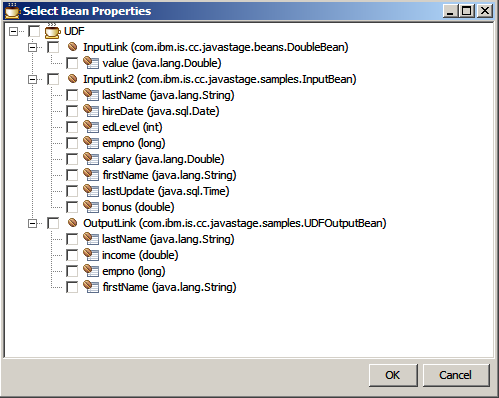 Select Bean Properties
UDF
InputLink (com.ibm.is.cc.javastage.beans.DoubleBean)
value (java.lang.Double)
InputLink2 (com.ibm.is.cc.javastage.samples.InputBean)
lastName (java.lang.String)
hireDate (java.sql.Date)
edLevel (int)
empno (long)
salary (java.lang.Double)
firstName (java.lang.String)
lastUpdate (java.sql.Time)
bonus (double)
OutputLink (com.ibm.is.cc.javastage.samples.UDFOutputBean)
lastName (java.lang.String)
income (double)
empno (long)
firstName (java.lang.String)
OK Cancel